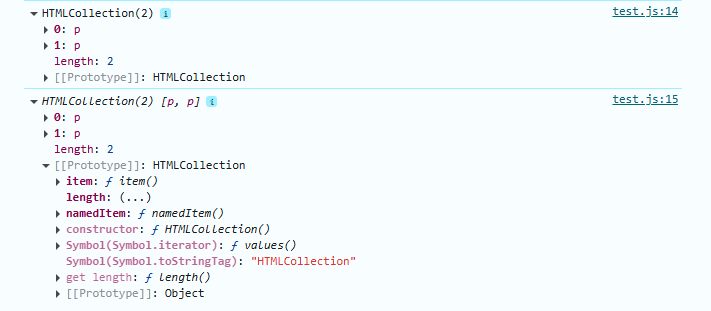 HTMLCollection(2) i test.js:14
0: p
1: p
length: 2
[[Prototype]]: HTMLCollection
HTMLCollection(2) [p, p] i test.js:15
0: p
1: p
length: 2
[[Prototype]]: HTMLCollection
item: ƒ item()
length: (...)
namedItem: ƒ namedItem()
constructor: ƒ HTMLCollection()
Symbol(Symbol.iterator): ƒ values()
Symbol(Symbol.toStringTag): "HTMLCollection"
get length: ƒ length()
[[Prototype]]: Object